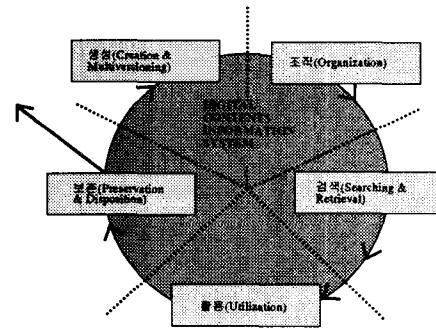 생성(Creation &
Multiversioning)
조직(Organization)
DIGITAL
CONTENTS
INFORMATION
SYSTEM
보존(Preservation
& Disposition)
검색(Searching &
Retrieval)
활용(Utilization)